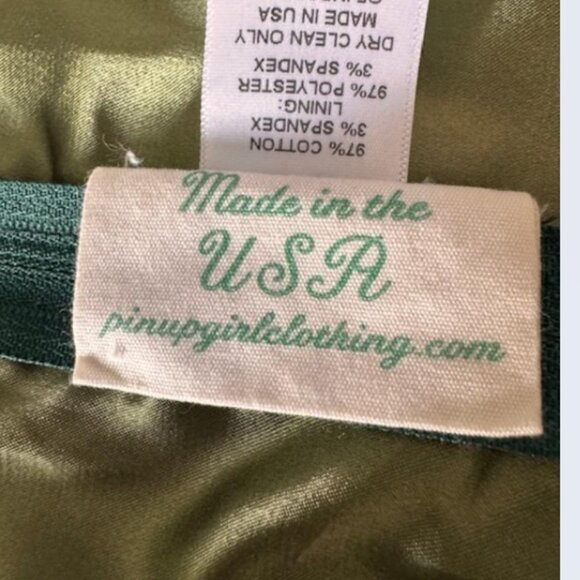 97% COTTON
3% SPANDEX
LINING:
97% POLYESTER
3% SPANDEX
DRY CLEAN ONLY
MADE IN USA
Made in the
USA
pinupgirlclothing.com